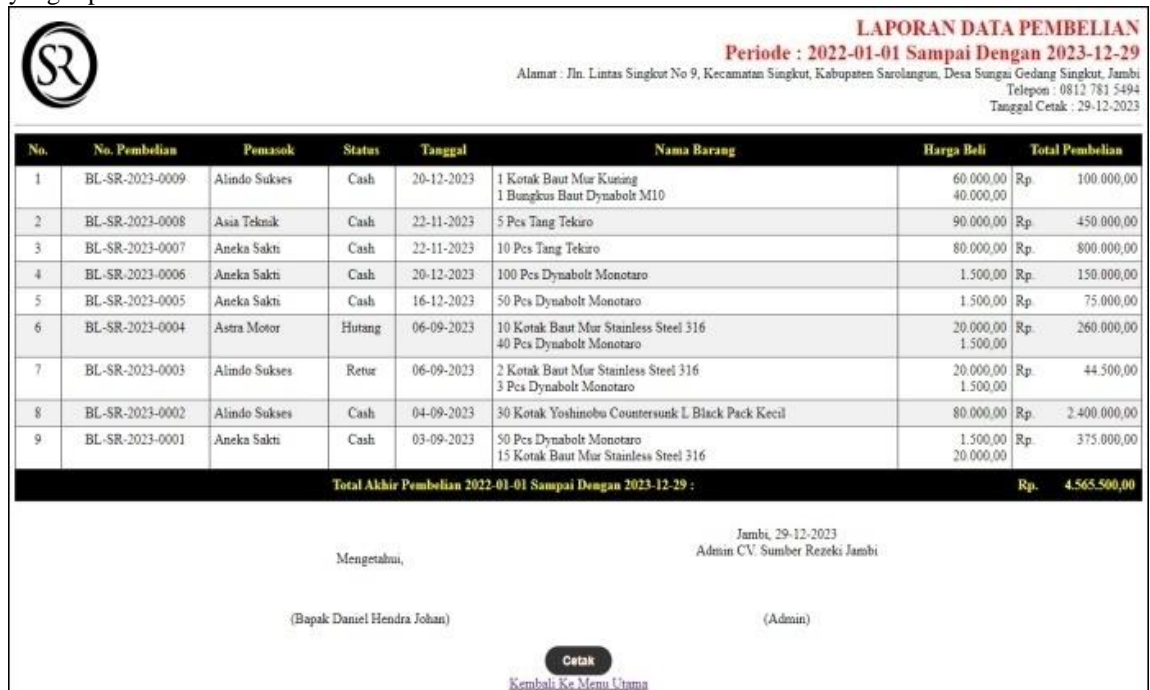 SR
LAPORAN DATA PEMBELIAN
Periode : 2022-01-01 Sampai Dengan 2023-12-29
Alamat : Jln. Lintas Singkut No 9, Kecamatan Singkut, Kabupaten Sarolangun, Desa Sungai Gedang Singkut, Jambi
Telepon : 0812 781 5494
Tanggal Cetak : 29-12-2023
No. No. Pembelian Pemasok Status Tanggal Nama Barang Harga Beli Total Pembelian
1 BL-SR-2023-0009 Alindo Sukses Cash 20-12-2023 1 Kotak Baut Mur Kuning 60.000,00 Rp. 100.000,00
1 Bungkus Baut Dynabolt M10 40.000,00
2 BL-SR-2023-0008 Asia Teknik Cash 22-11-2023 5 Pcs Tang Tekiro 90.000,00 Rp. 450.000,00
3 BL-SR-2023-0007 Aneka Sakti Cash 22-11-2023 10 Pcs Tang Tekiro 80.000,00 Rp. 800.000,00
4 BL-SR-2023-0006 Aneka Sakti Cash 20-12-2023 100 Pcs Dynabolt Monotaro 1.500,00 Rp. 150.000,00
5 BL-SR-2023-0005 Aneka Sakti Cash 16-12-2023 50 Pcs Dynabolt Monotaro 1.500,00 Rp. 75.000,00
6 BL-SR-2023-0004 Astra Motor Hutang 06-09-2023 10 Kotak Baut Mur Stainless Steel 316 20.000,00 Rp. 260.000,00
40 Pcs Dynabolt Monotaro 1.500,00
7 BL-SR-2023-0003 Alindo Sukses Retur 06-09-2023 2 Kotak Baut Mur Stainless Steel 316 20.000,00 Rp. 44.500,00
3 Pcs Dynabolt Monotaro 1.500,00
8 BL-SR-2023-0002 Alindo Sukses Cash 04-09-2023 30 Kotak Yoshinobu Countersunk L Black Pack Kecil 80.000,00 Rp. 2.400.000,00
9 BL-SR-2023-0001 Aneka Sakti Cash 03-09-2023 50 Pcs Dynabolt Monotaro 1.500,00 Rp. 375.000,00
15 Kotak Baut Mur Stainless Steel 316 20.000,00
Total Akhir Pembelian 2022-01-01 Sampai Dengan 2023-12-29 : Rp. 4.565.500,00
Jambi, 29-12-2023
Mengetahui, Admin CV. Sumber Rezeki Jambi
(Bapak Daniel Hendra Johan) (Admin)
Cetak
Kembali Ke Menu Utama